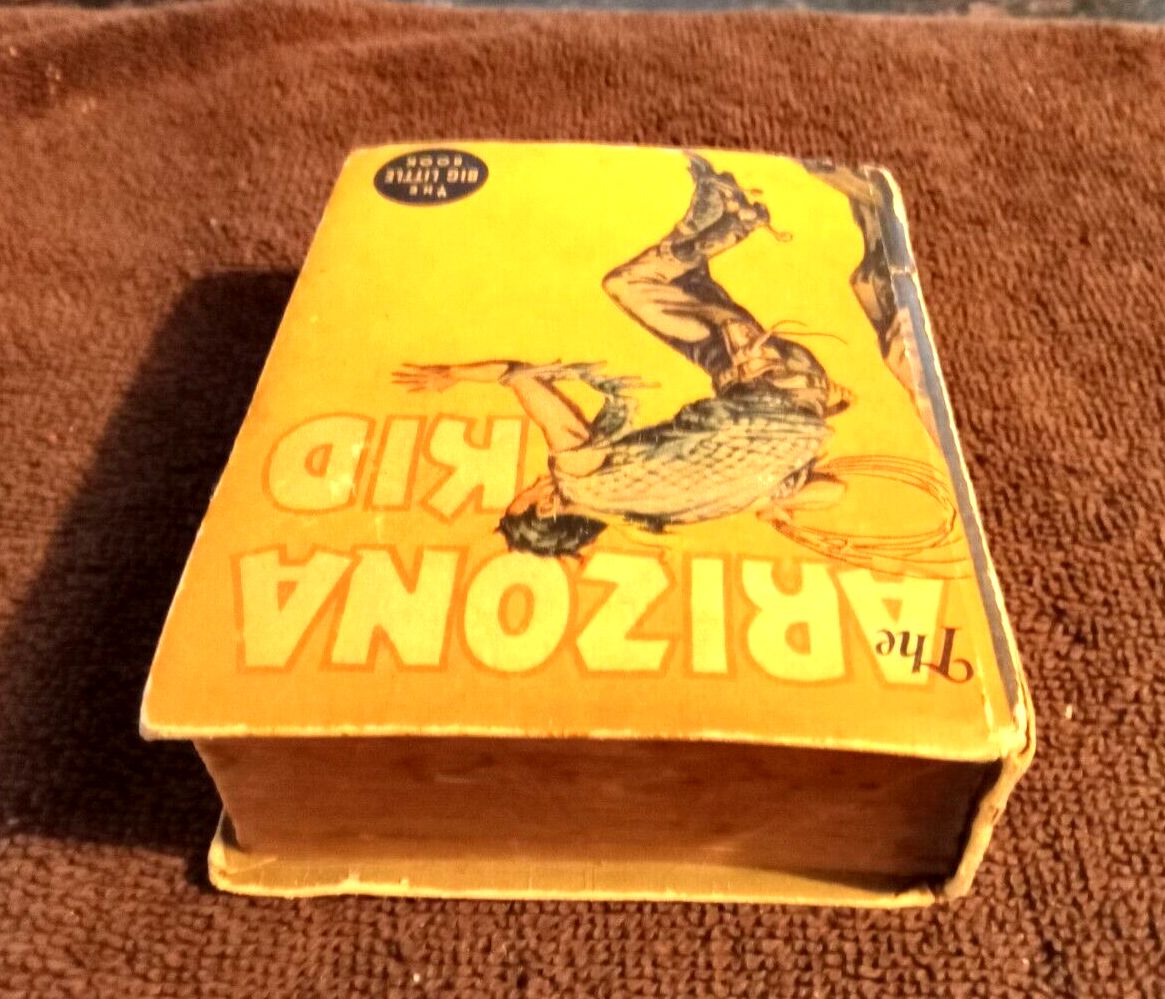 The
ARIZONA
KID
THE
BIG LITTLE
BOOK